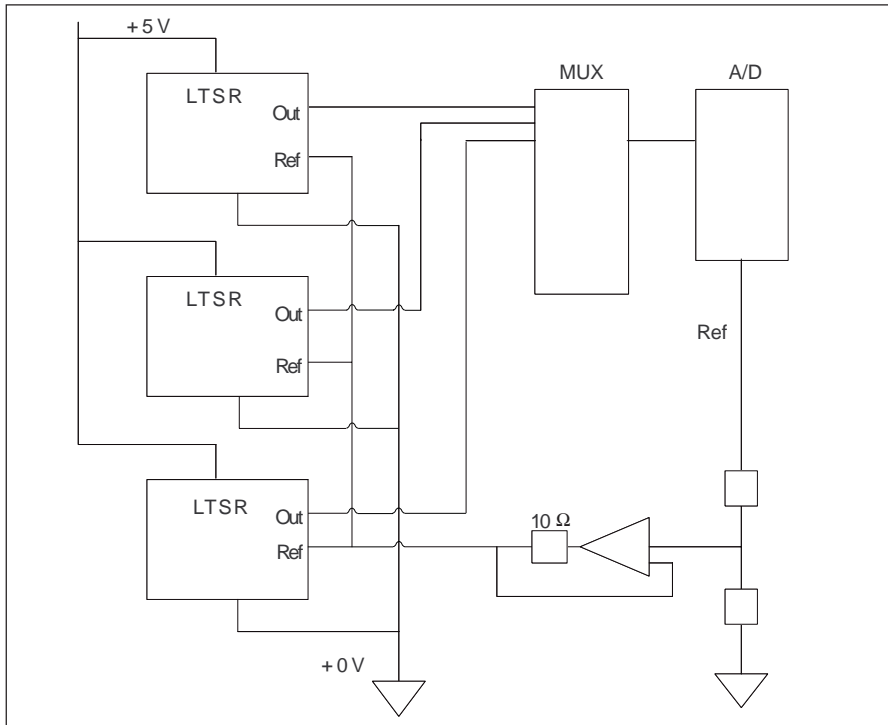 +5 V
MUX
A/D
LTSR
Out
Ref
LTSR
Out
Ref
Ref
LTSR
Out
Ref
10 Ω
+0 V